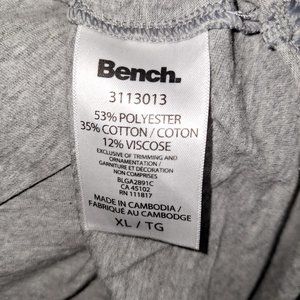 Bench.
3113013
53% POLYESTER
35% COTTON / COTON
12% VISCOSE
EXCLUSIVE OF TRIMMING AND
ORNAMENTATION /
GARNITURE ET DÉCORATION
NON COMPRISES
BLGA2891C
CA 45102
RN 111817
MADE IN CAMBODIA /
FABRIQUÉ AU CAMBODGE
XL / TG